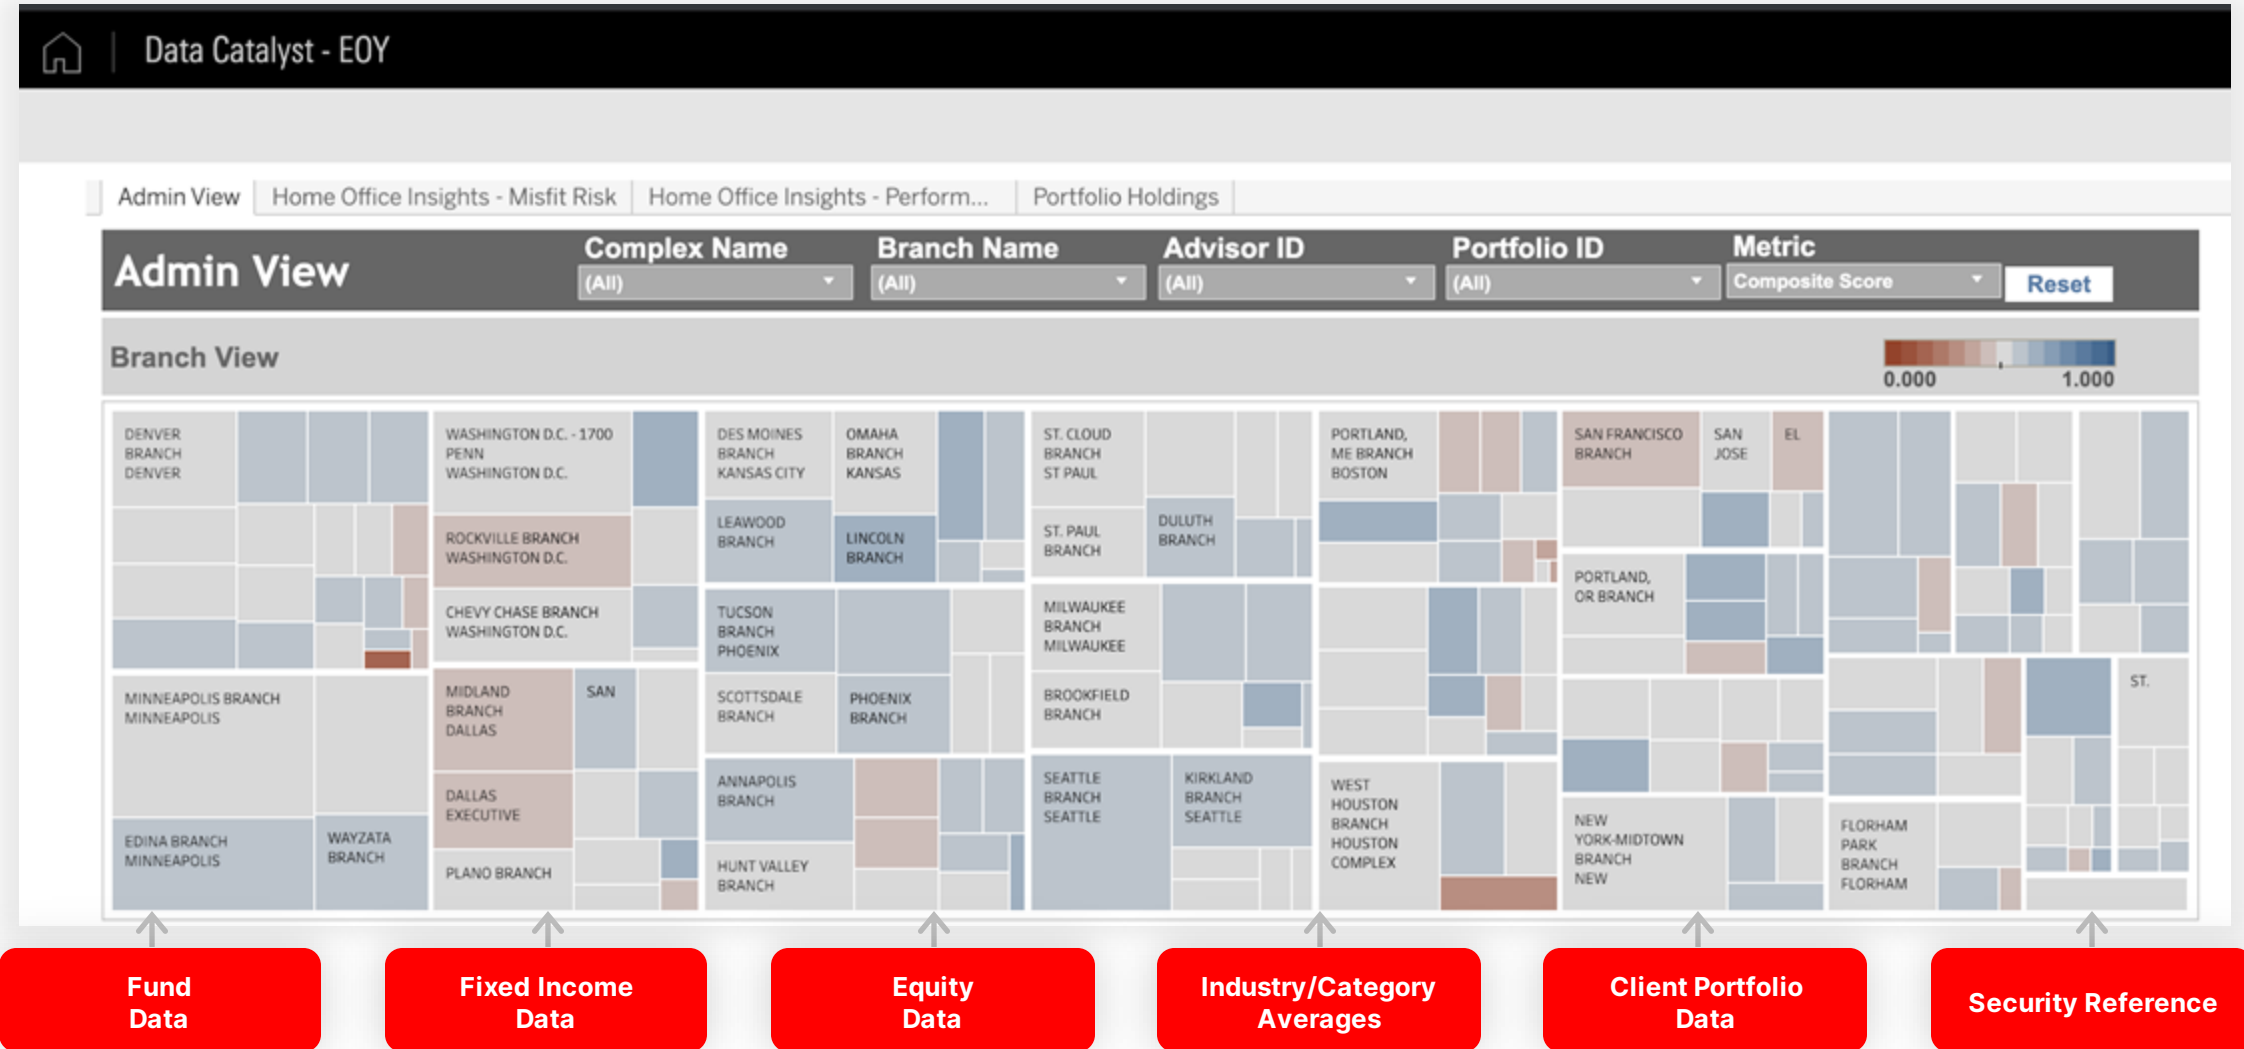 Data Catalyst - EOY
Admin View
Home Office Insights - Misfit Risk
Home Office Insights - Perform...
Portfolio Holdings
Admin View
Complex Name
(All)
Branch Name
(All)
Advisor ID
(All)
Portfolio ID
(All)
Metric
Composite Score
Reset
Branch View
0.000
1.000
DENVER
BRANCH
DENVER
MINNEAPOLIS BRANCH
MINNEAPOLIS
EDINA BRANCH
MINNEAPOLIS
WAYZATA
BRANCH
WASHINGTON D.C. - 1700
PENN
WASHINGTON D.C.
ROCKVILLE BRANCH
WASHINGTON D.C.
CHEVY CHASE BRANCH
WASHINGTON D.C.
MIDLAND
BRANCH
DALLAS
SAN
DALLAS
EXECUTIVE
PLANO BRANCH
DES MOINES
BRANCH
KANSAS CITY
OMAHA
BRANCH
KANSAS
LEAWOOD
BRANCH
LINCOLN
BRANCH
TUCSON
BRANCH
PHOENIX
SCOTTSDALE
BRANCH
PHOENIX
BRANCH
ANNAPOLIS
BRANCH
HUNT VALLEY
BRANCH
ST. CLOUD
BRANCH
ST PAUL
ST. PAUL
BRANCH
DULUTH
BRANCH
MILWAUKEE
BRANCH
MILWAUKEE
BROOKFIELD
BRANCH
SEATTLE
BRANCH
SEATTLE
KIRKLAND
BRANCH
SEATTLE
PORTLAND,
ME BRANCH
BOSTON
WEST
HOUSTON
BRANCH
HOUSTON
COMPLEX
SAN FRANCISCO
BRANCH
SAN
JOSE
EL
PORTLAND,
OR BRANCH
NEW
YORK-MIDTOWN
BRANCH
NEW
FLORHAM
PARK
BRANCH
FLORHAM
ST.
Fund
Data
Fixed Income
Data
Equity
Data
Industry/Category
Averages
Client Portfolio
Data
Security Reference